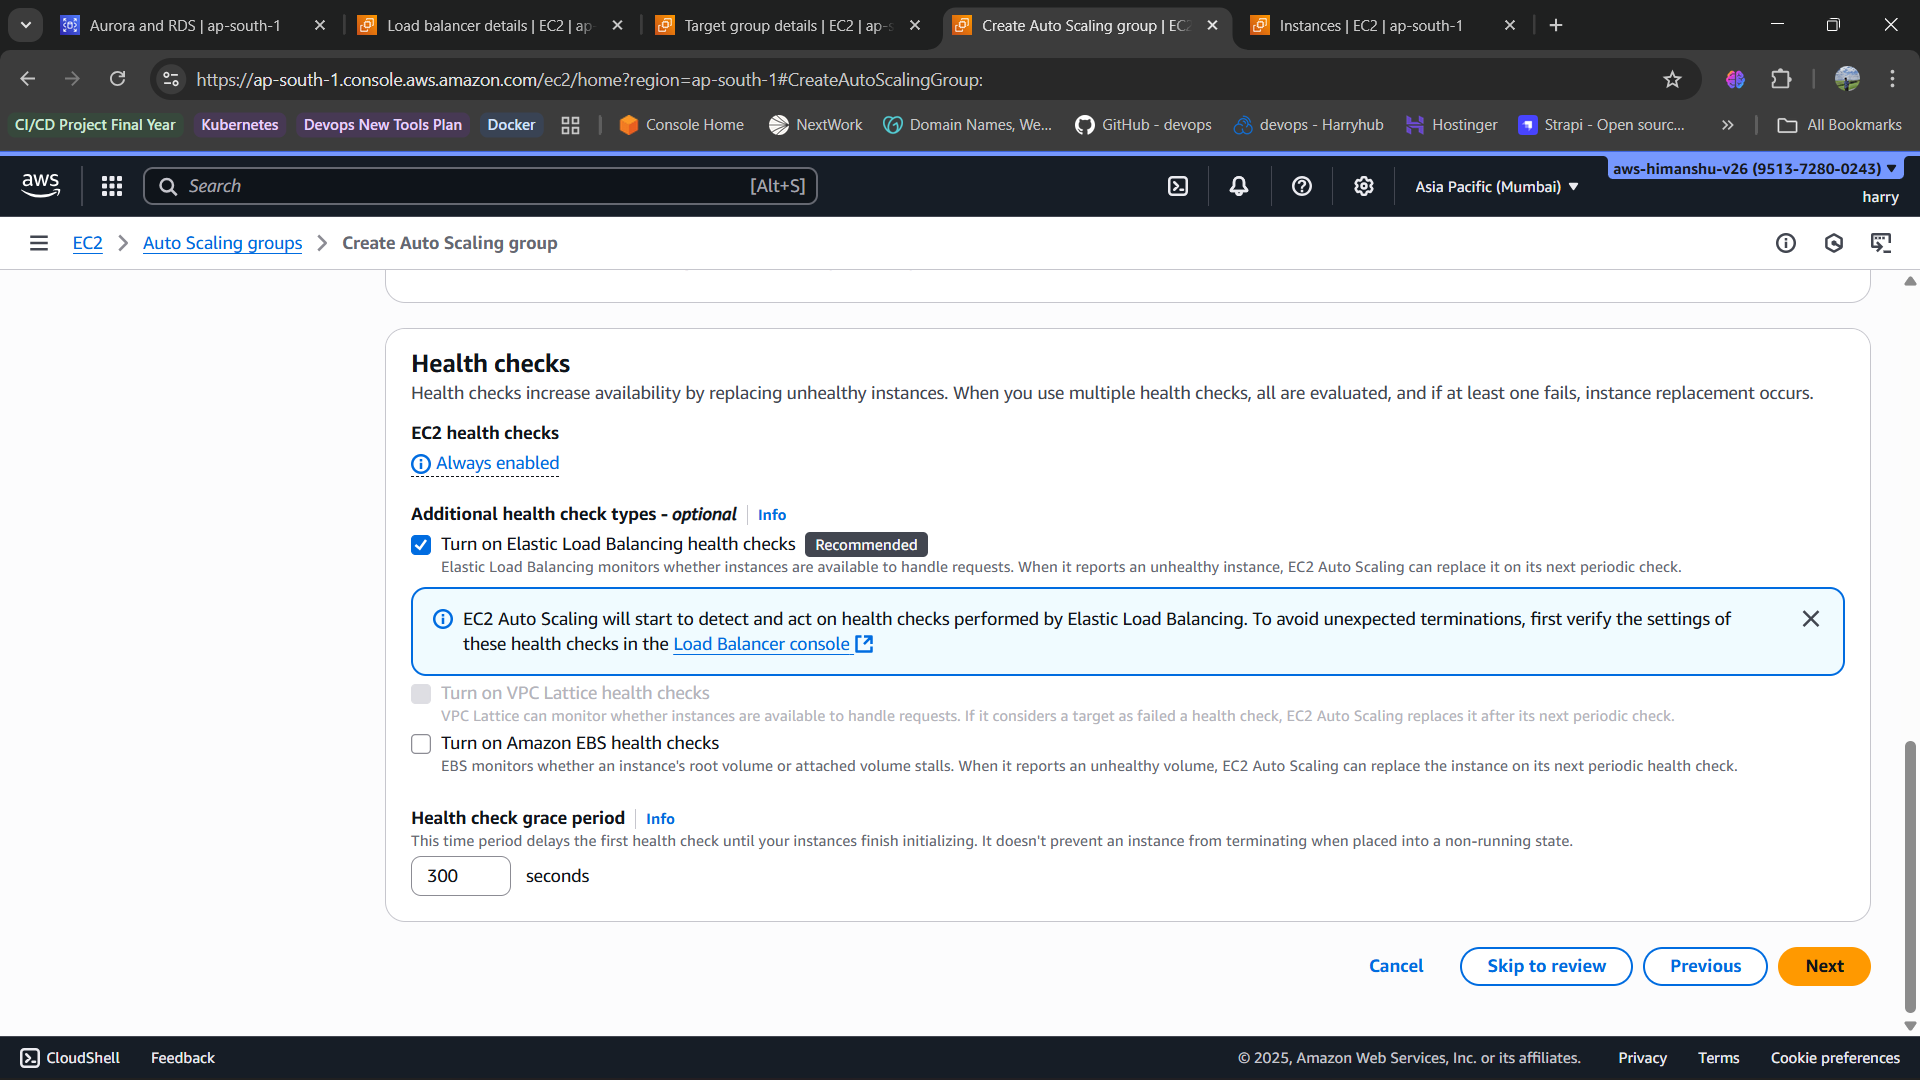 Aurora and RDS | ap-south-1
Load balancer details | EC2 | ap-
Target group details | EC2 | ap-s
Create Auto Scaling group | EC2
Instances | EC2 | ap-south-1
https://ap-south-1.console.aws.amazon.com/ec2/home?region=ap-south-1#CreateAutoScalingGroup:
CI/CD Project Final Year
Kubernetes
Devops New Tools Plan
Docker
Console Home
NextWork
Domain Names, We...
GitHub - devops
devops - Harryhub
Hostinger
Strapi - Open sourc...
All Bookmarks
aws
Search
[Alt+S]
Asia Pacific (Mumbai)
aws-himanshu-v26 (9513-7280-0243)
harry
EC2
Auto Scaling groups
Create Auto Scaling group
Health checks
Health checks increase availability by replacing unhealthy instances. When you use multiple health checks, all are evaluated, and if at least one fails, instance replacement occurs.
EC2 health checks
Always enabled
Additional health check types - optional
Info
Turn on Elastic Load Balancing health checks
Recommended
Elastic Load Balancing monitors whether instances are available to handle requests. When it reports an unhealthy instance, EC2 Auto Scaling can replace it on its next periodic check.
EC2 Auto Scaling will start to detect and act on health checks performed by Elastic Load Balancing. To avoid unexpected terminations, first verify the settings of
these health checks in the Load Balancer console
Turn on VPC Lattice health checks
VPC Lattice can monitor whether instances are available to handle requests. If it considers a target as failed a health check, EC2 Auto Scaling replaces it after its next periodic check.
Turn on Amazon EBS health checks
EBS monitors whether an instance's root volume or attached volume stalls. When it reports an unhealthy volume, EC2 Auto Scaling can replace the instance on its next periodic health check.
Health check grace period
Info
This time period delays the first health check until your instances finish initializing. It doesn't prevent an instance from terminating when placed into a non-running state.
300
seconds
Cancel
Skip to review
Previous
Next
CloudShell
Feedback
© 2025, Amazon Web Services, Inc. or its affiliates.
Privacy
Terms
Cookie preferences